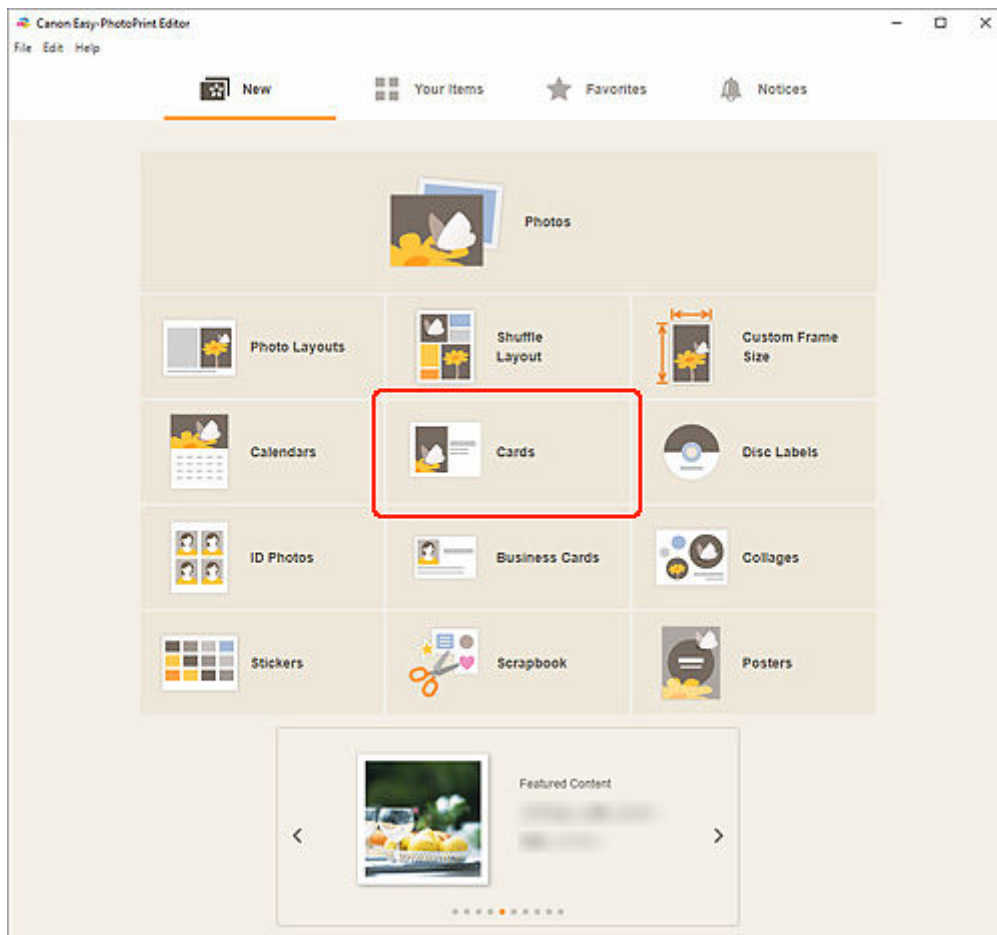 Canon Easy-PhotoPrint Editor
File Edit Help
New Your Items Favorites Notices
Photos
Photo Layouts
Shuffle
Layout
Custom Frame
Size
Calendars
Cards
Disc Labels
ID Photos
Business Cards
Collages
Stickers
Scrapbook
Posters
Featured Content